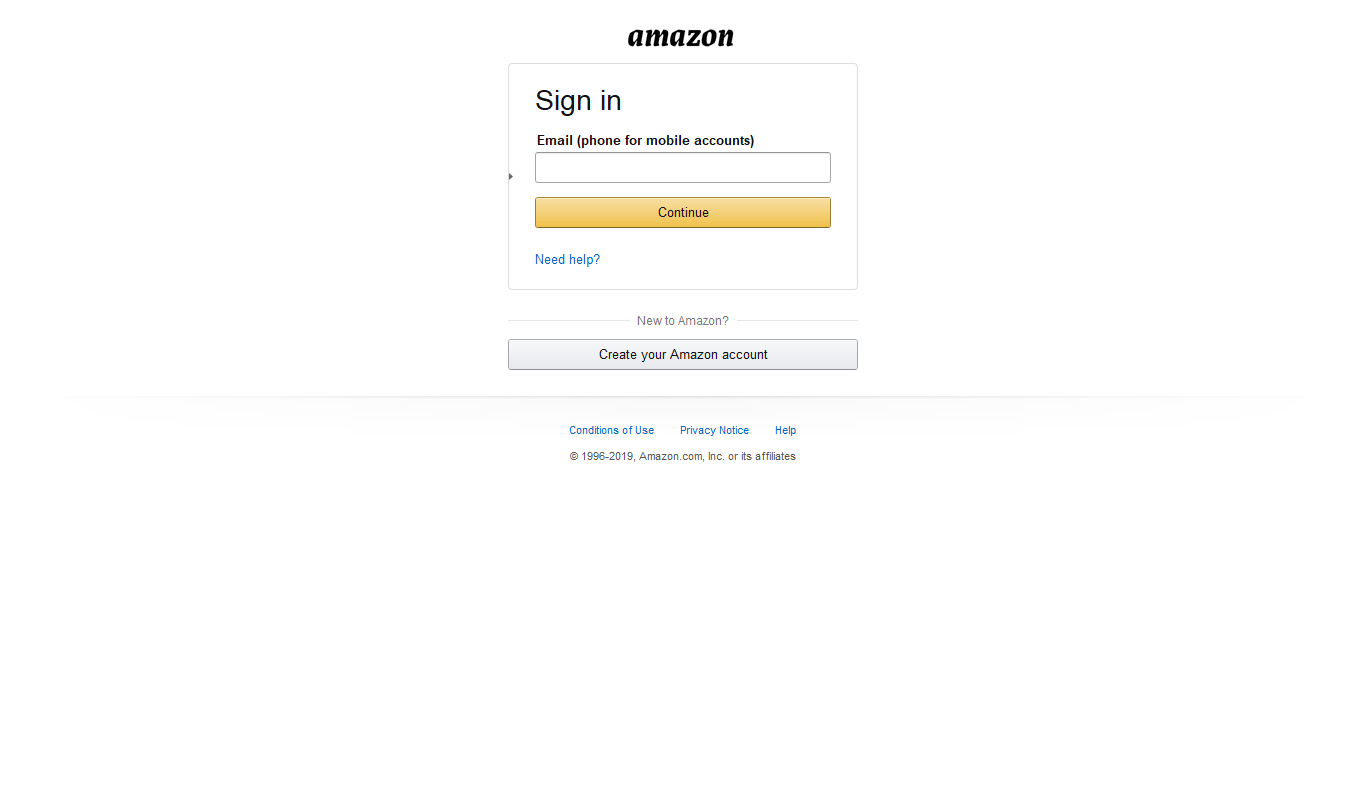 amazon
Sign in
Email (phone for mobile accounts)
Continue
Need help?
New to Amazon?
Create your Amazon account
Conditions of Use Privacy Notice Help
© 1996-2019, Amazon.com, Inc. or its affiliates